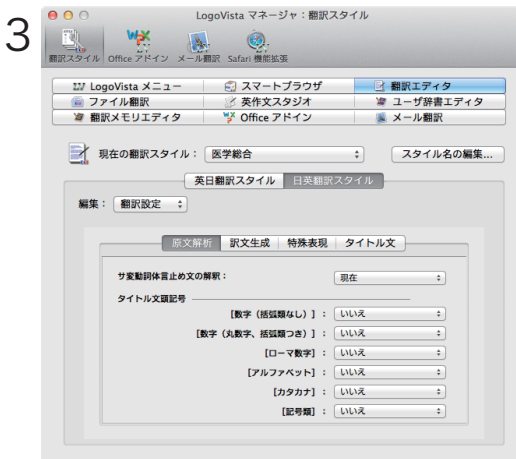 3
LogoVista マネージャ：翻訳スタイル
翻訳スタイル Office アドイン メール翻訳 Safari 機能拡張
LogoVista メニュー スマートブラウザ 翻訳エディタ
ファイル翻訳 英作文スタジオ ユーザ辞書エディタ
翻訳メモリエディタ Office アドイン メール翻訳
現在の翻訳スタイル： 医学総合 スタイル名の編集...
英日翻訳スタイル 日英翻訳スタイル
編集： 翻訳設定
原文解析 訳文生成 特殊表現 タイトル文
サ変動詞体言止め文の解釈： 現在
タイトル文頭記号
[数字（括弧類なし）]： いいえ
[数字（丸数字、括弧類つき）]： いいえ
[ローマ数字]： いいえ
[アルファベット]： いいえ
[カタカナ]： いいえ
[記号類]： いいえ